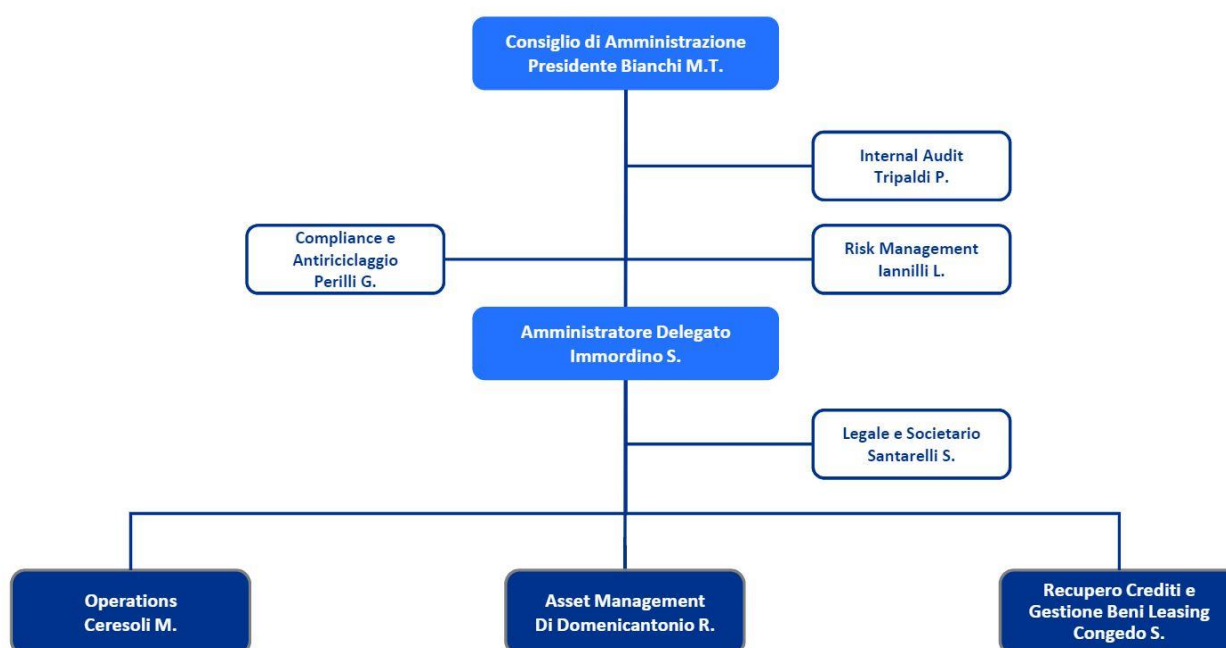 Consiglio di Amministrazione
Presidente Bianchi M.T.
Internal Audit
Tripaldi P.
Compliance e
Antiriciclaggio
Perilli G.
Risk Management
Iannilli L.
Amministratore Delegato
Immordino S.
Legale e Societario
Santarelli S.
Operations
Ceresoli M.
Asset Management
Di Domenicantonio R.
Recupero Crediti e
Gestione Beni Leasing
Congedo S.